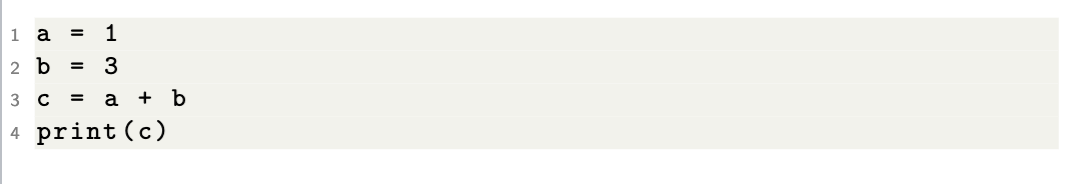 1 a = 1
2 b = 3
3 c = a + b
4 print(c)